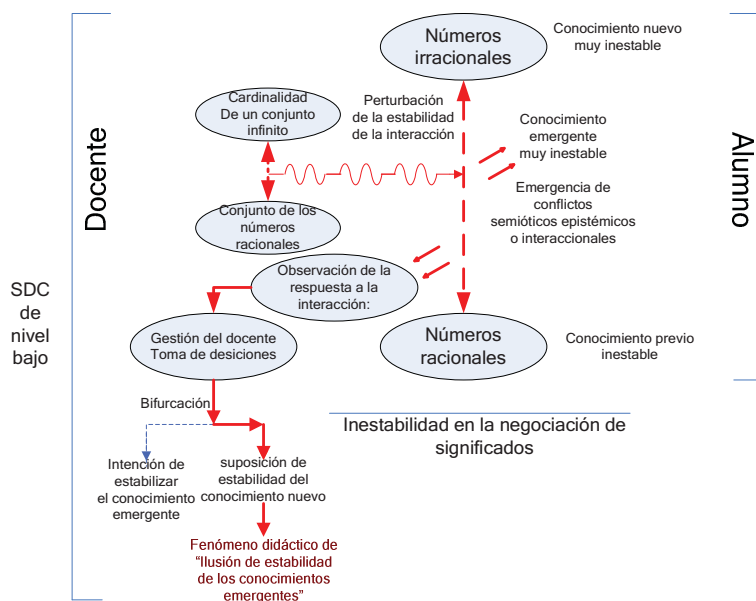 Números
irracionales
Conocimiento nuevo
muy inestable
Cardinalidad
De un conjunto
infinito
Perturbación
de la estabilidad
de la interacción
Conocimiento
emergente
muy inestable
Docente
Alumno
Emergencia de
conflictos
semióticos epistémicos
o interaccionales
Conjunto de los
números
racionales
Observación de la
respuesta a la
interacción:
SDC
de
nivel
bajo
Gestión del docente
Toma de desiciones
Números
racionales
Conocimiento previo
inestable
Bifurcación
Inestabilidad en la negociación de
significados
Intención de
estabilizar
el conocimiento
emergente
suposición de
estabilidad del
conocimiento nuevo
Fenómeno didáctico de
“Ilusión de estabilidad
de los conocimientos
emergentes”